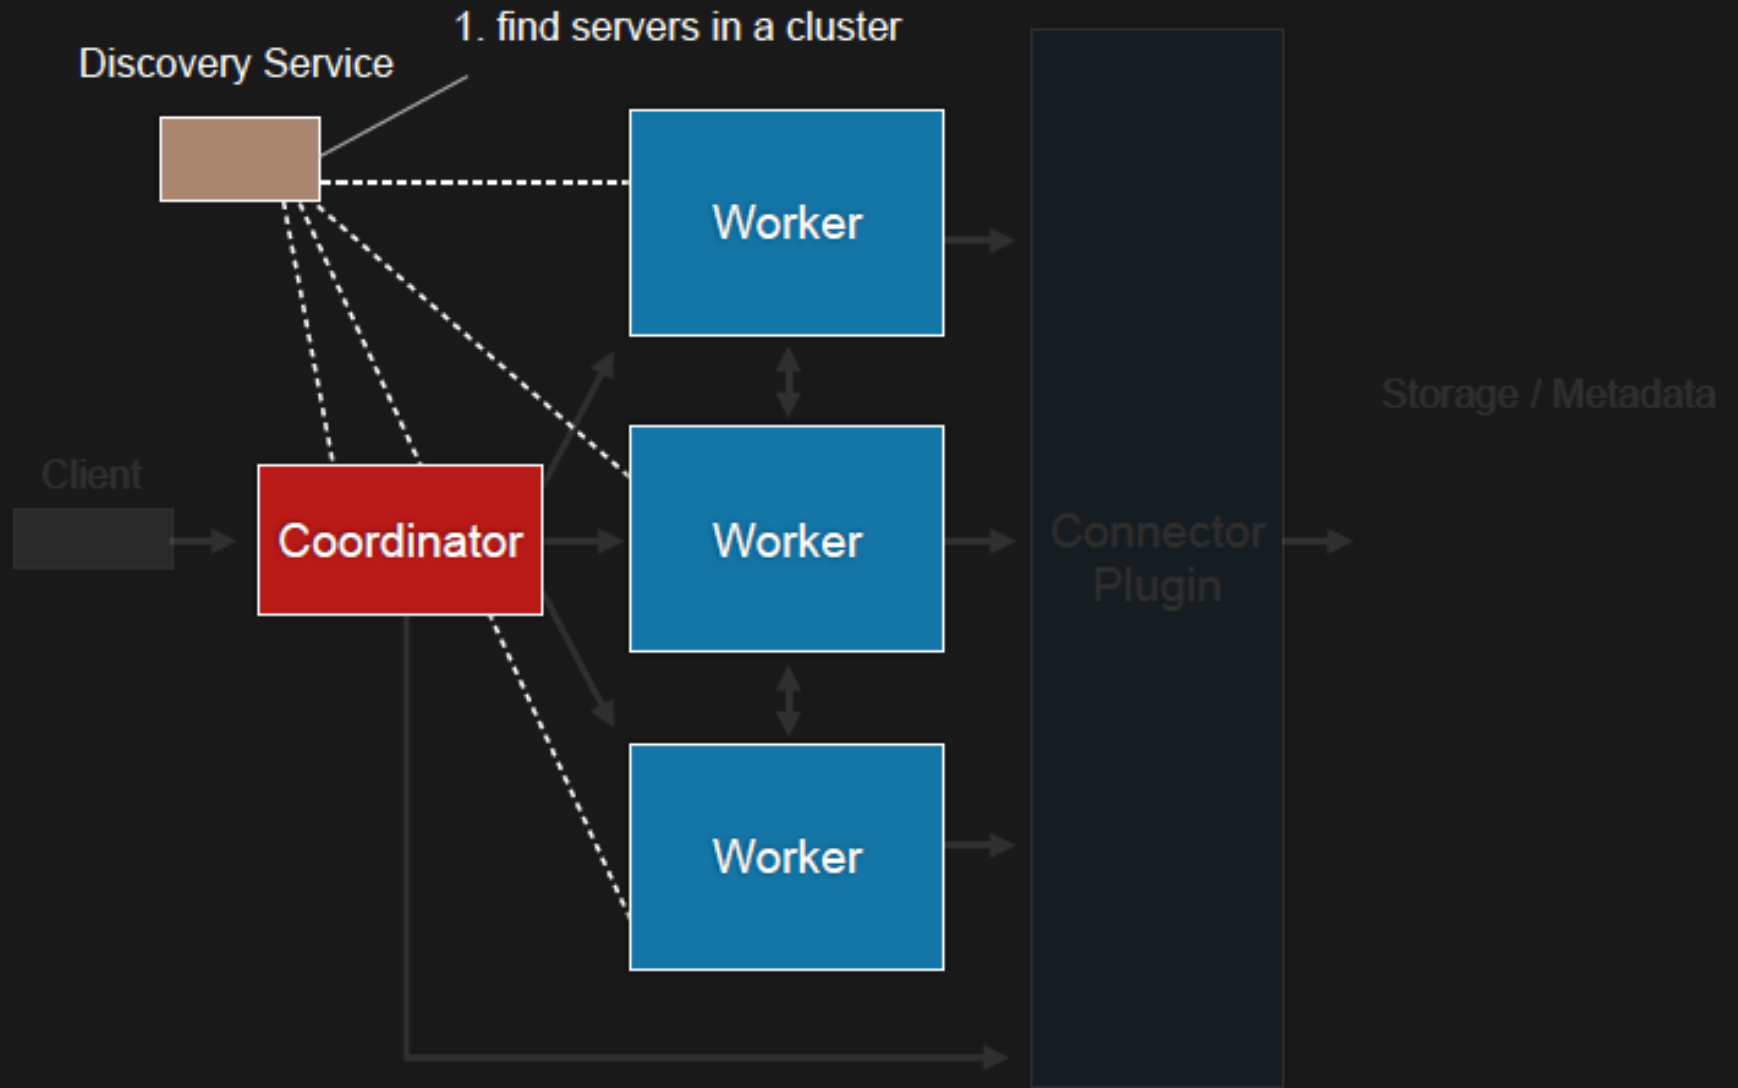 1. find servers in a cluster
Discovery Service
Worker
Storage / Metadata
Client
Coordinator
Worker
Connector
Plugin
Worker